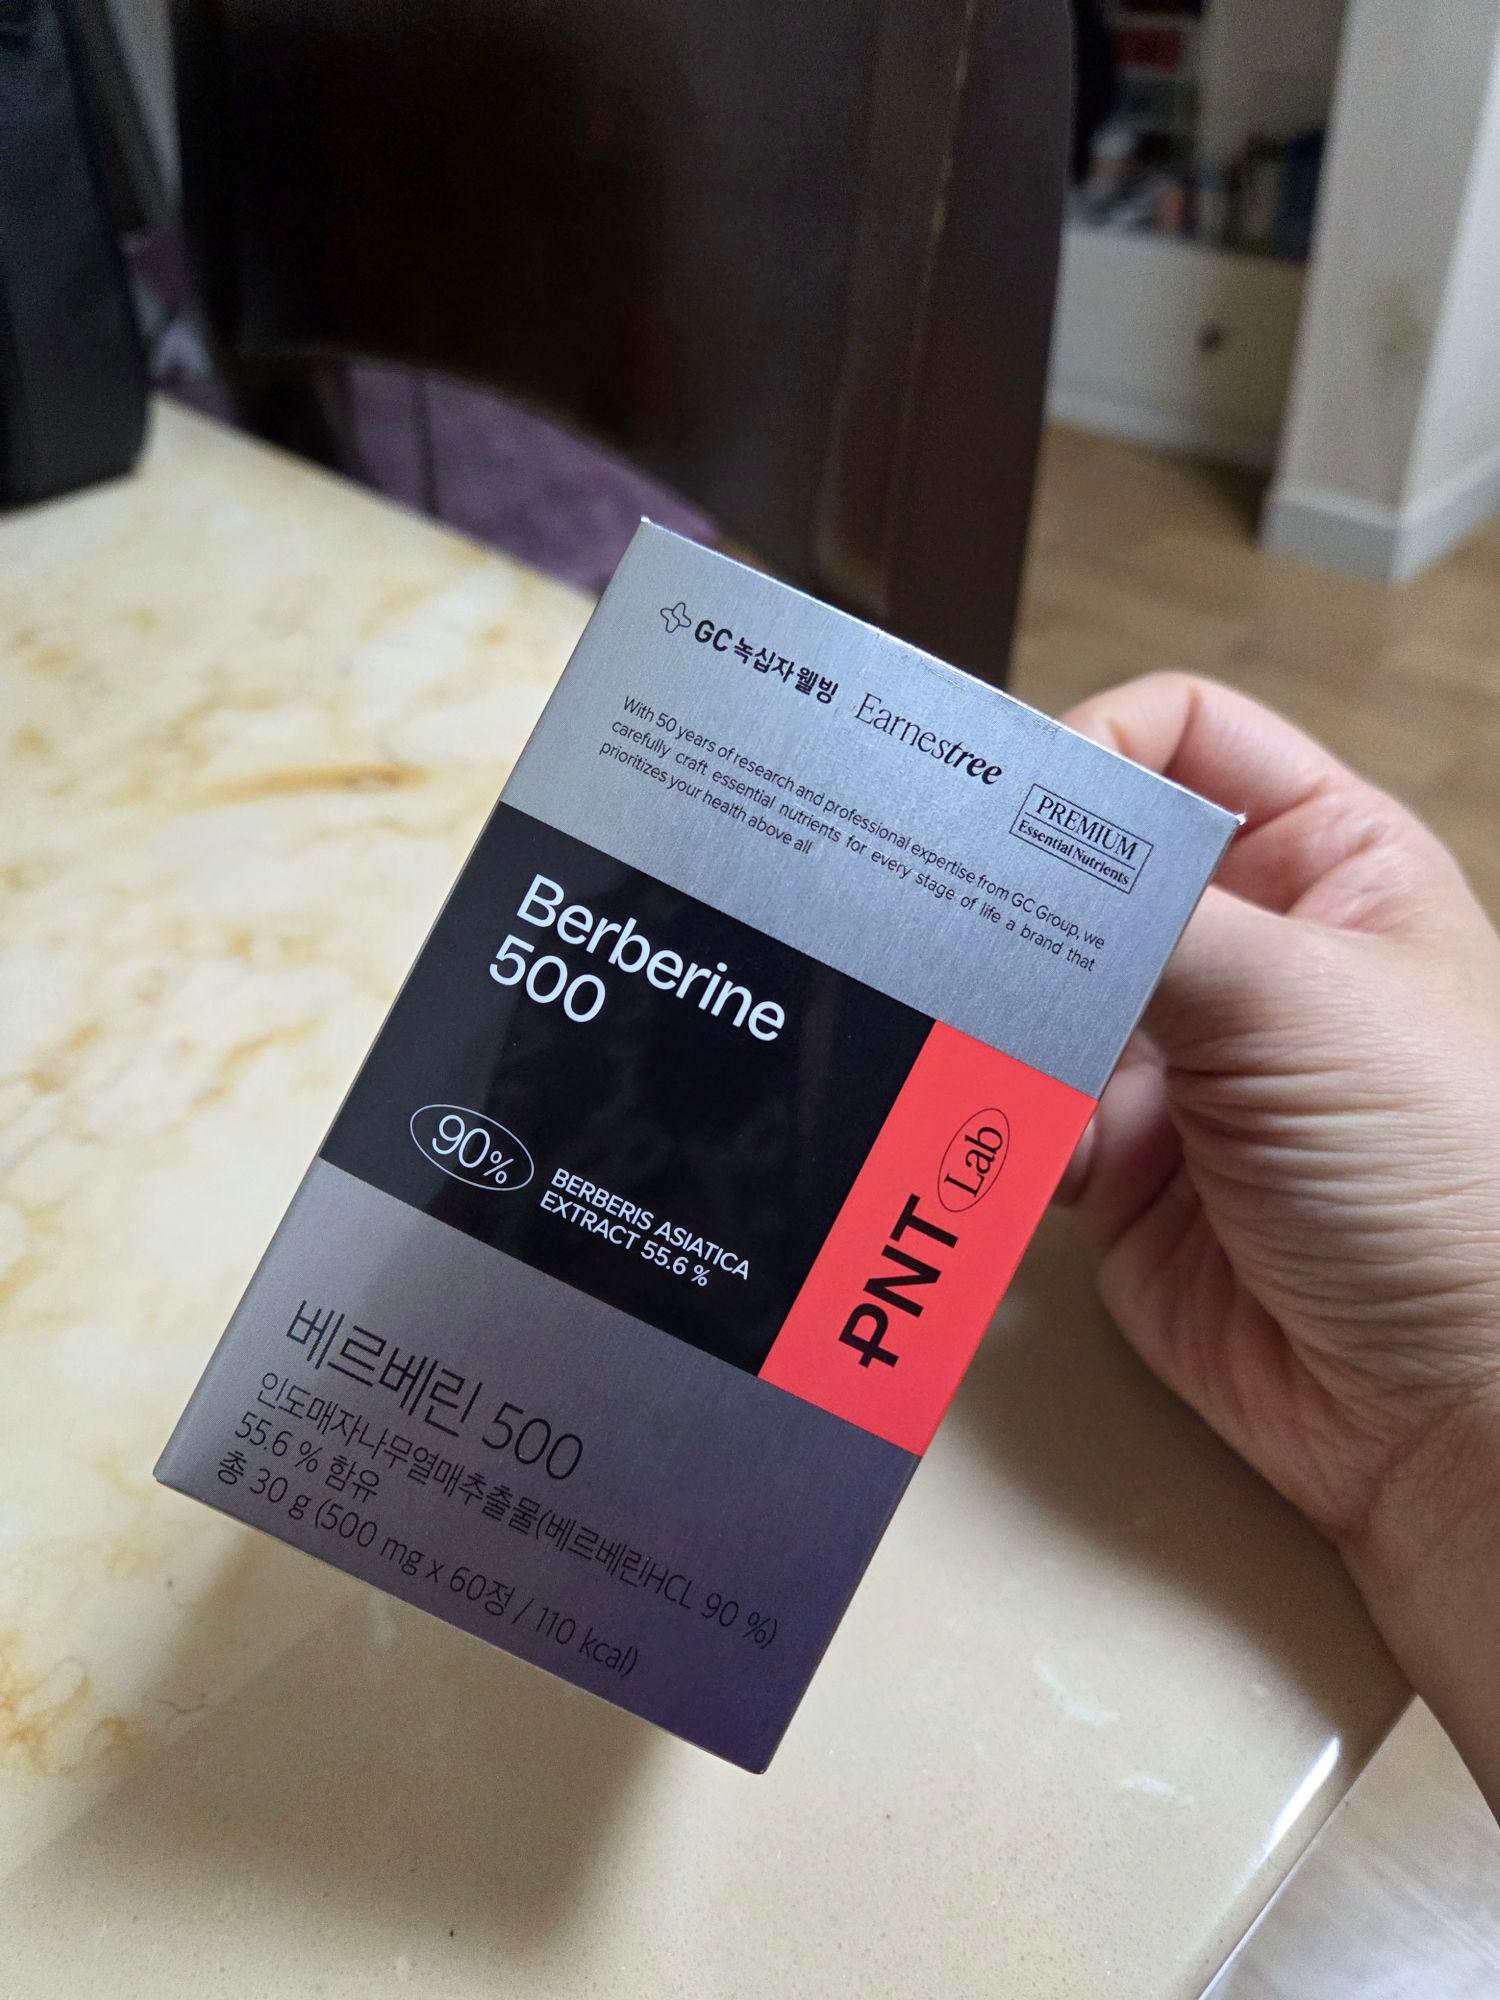 GC녹십자웰빙 Earnestree
With 50 years of research and professional expertise from GC Group, we
carefully craft essential nutrients for every stage of life a brand that
prioritizes your health above all
PREMIUM
Essential Nutrients
Berberine
500
90%
BERBERIS ASIATICA
EXTRACT 55.6 %
PNT Lab
베르베린 500
인도매자나무열매추출물(베르베린HCL 90 %)
55.6 % 함유
총 30 g (500 mg x 60정 / 110 kcal)